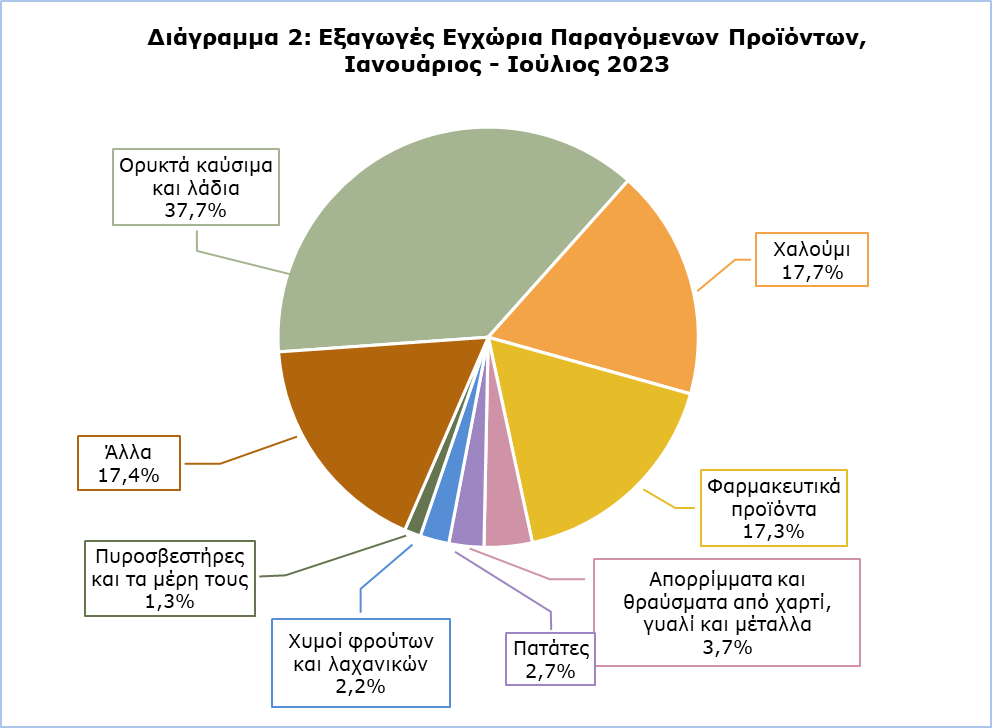 Διάγραμμα 2: Εξαγωγές Εγχώρια Παραγόμενων Προϊόντων,
Ιανουάριος - Ιούλιος 2023
Ορυκτά καύσιμα
και λάδια
37,7%
Χαλούμι
17,7%
Φαρμακευτικά
προϊόντα
17,3%
Απορρίμματα και
θραύσματα από χαρτί,
γυαλί και μέταλλα
3,7%
Πατάτες
2,7%
Χυμοί φρούτων
και λαχανικών
2,2%
Πυροσβεστήρες
και τα μέρη τους
1,3%
Άλλα
17,4%